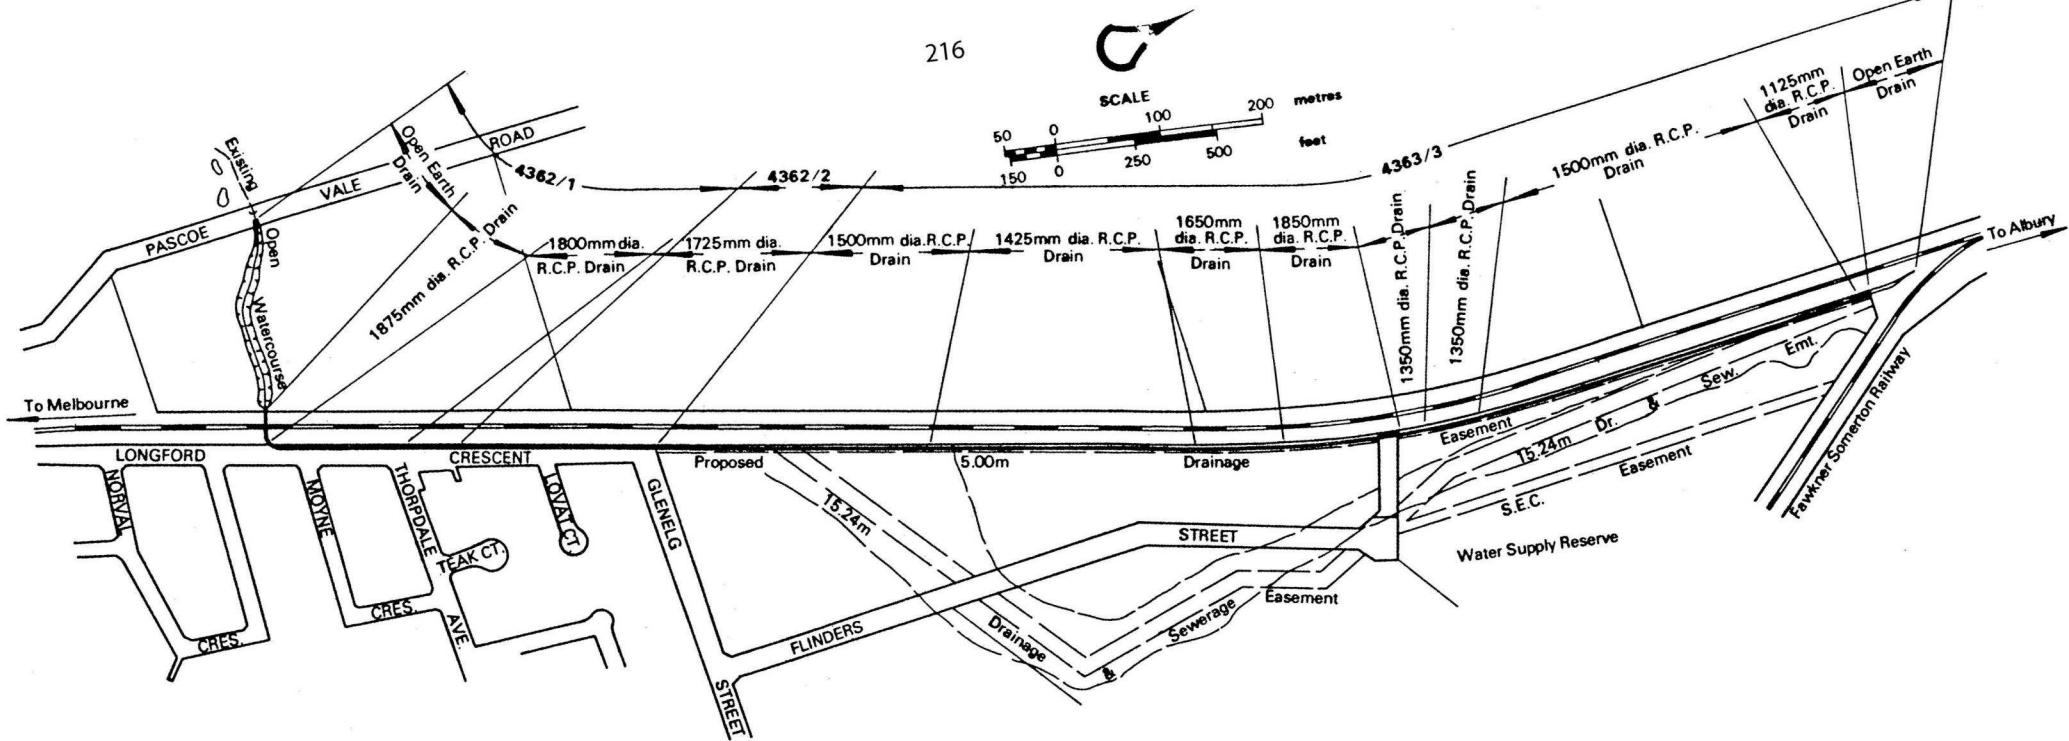 216
SCALE
50 0 100 200 metres
150 0 250 500 feet
4362/1
4362/2
4363/3
Existing
Open
Watercourse
PASCOE VALE ROAD
Open Earth
Drain
1875mm dia. R.C.P. Drain
1800mm dia.
R.C.P. Drain
1725mm dia.
R.C.P. Drain
1500mm dia.R.C.P.
Drain
1425mm dia. R.C.P.
Drain
1650mm
dia. R.C.P.
Drain
1850mm
dia. R.C.P.
Drain
1350mm dia. R.C.P.Drain
1350mm dia. R.C.P.Drain
1500mm dia. R.C.P.
Drain
1125mm
dia. R.C.P.
Drain
Open Earth
Drain
To Albury
To Melbourne
Fawkner Somerton Railway
LONGFORD CRESCENT
Proposed 5.00m Drainage Easement
15.24m Dr. & Sew. Emt.
S.E.C. Easement
Water Supply Reserve
NORVAL
CRES.
MOYNE
CRES.
THORPDALE
AVE.
TEAK CT.
LOVAT CT.
GLENELG
STREET
FLINDERS STREET
15.24m Drainage & Sewerage Easement